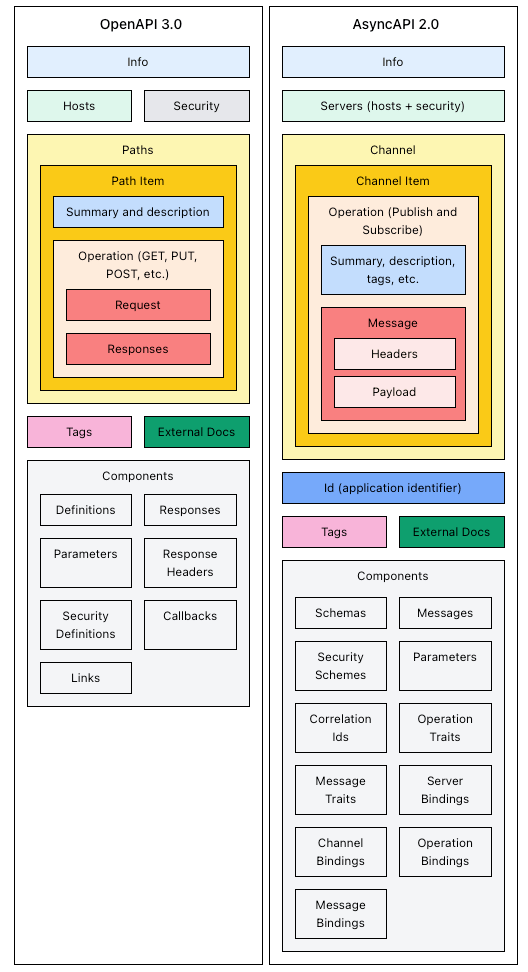 OpenAPI 3.0
Info
Hosts
Security
Paths
Path Item
Summary and description
Operation (GET, PUT,
POST, etc.)
Request
Responses
Tags
External Docs
Components
Definitions
Responses
Parameters
Response
Headers
Security
Definitions
Callbacks
Links
AsyncAPI 2.0
Info
Servers (hosts + security)
Channel
Channel Item
Operation (Publish and
Subscribe)
Summary, description,
tags, etc.
Message
Headers
Payload
Id (application identifier)
Tags
External Docs
Components
Schemas
Messages
Security
Schemes
Parameters
Correlation
Ids
Operation
Traits
Message
Traits
Server
Bindings
Channel
Bindings
Operation
Bindings
Message
Bindings